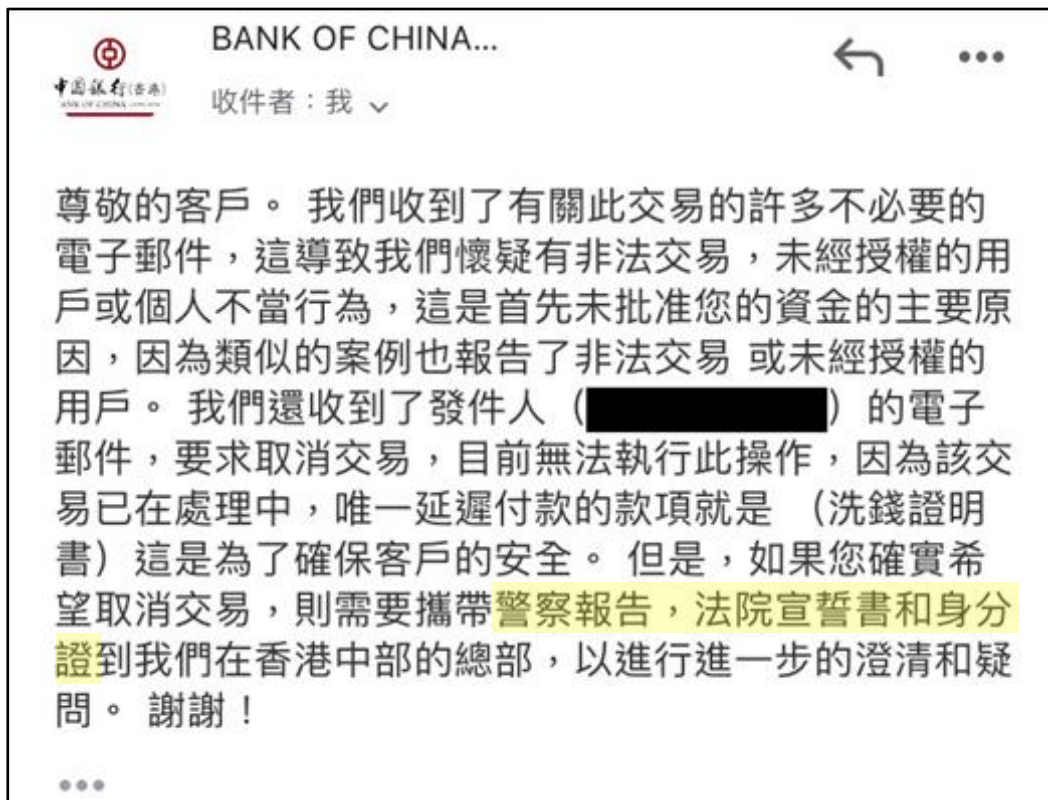 BANK OF CHINA...
中国银行(香港)
收件者：我
尊敬的客戶。 我們收到了有關此交易的許多不必要的
電子郵件，這導致我們懷疑有非法交易，未經授權的用
戶或個人不當行為，這是首先未批准您的資金的主要原
因，因為類似的案例也報告了非法交易 或未經授權的
用戶。 我們還收到了發件人（）的電子
郵件，要求取消交易，目前無法執行此操作，因為該交
易已在處理中，唯一延遲付款的款項就是 （洗錢證明
書）這是為了確保客戶的安全。 但是，如果您確實希
望取消交易，則需要攜帶警察報告，法院宣誓書和身分
證到我們在香港中部的總部，以進行進一步的澄清和疑
問。 謝謝！